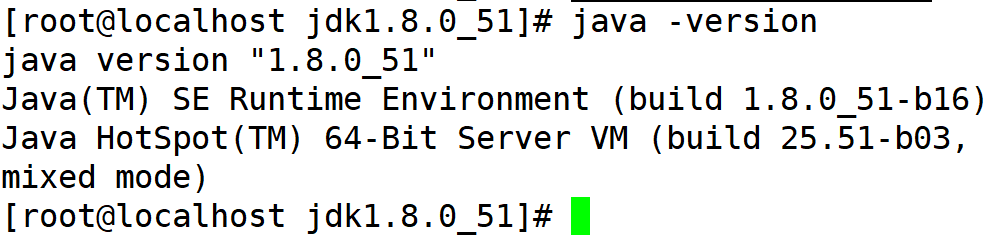 [root@localhost jdk1.8.0_51]# java -version
java version "1.8.0_51"
Java(TM) SE Runtime Environment (build 1.8.0_51-b16)
Java HotSpot(TM) 64-Bit Server VM (build 25.51-b03,
mixed mode)
[root@localhost jdk1.8.0_51]#